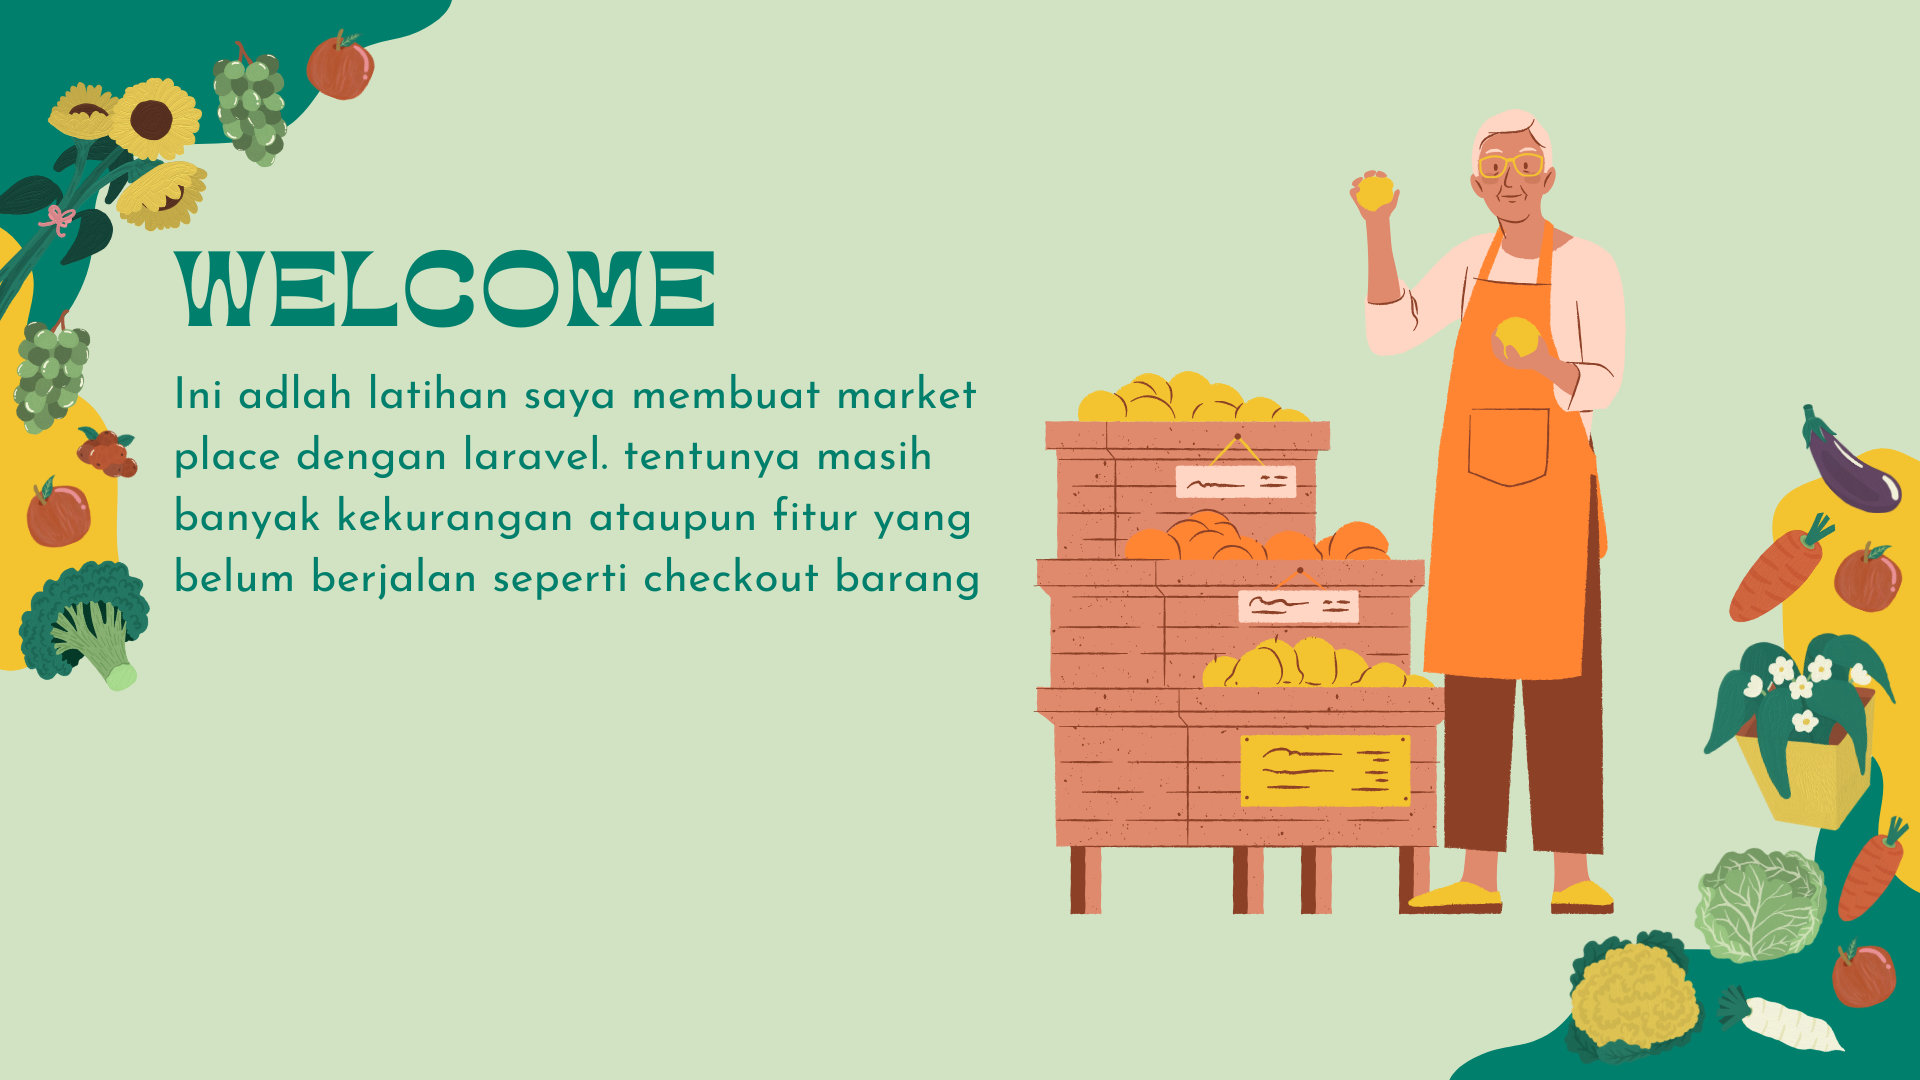 WELCOME
Ini adlah latihan saya membuat market
place dengan laravel. tentunya masih
banyak kekurangan ataupun fitur yang
belum berjalan seperti checkout barang